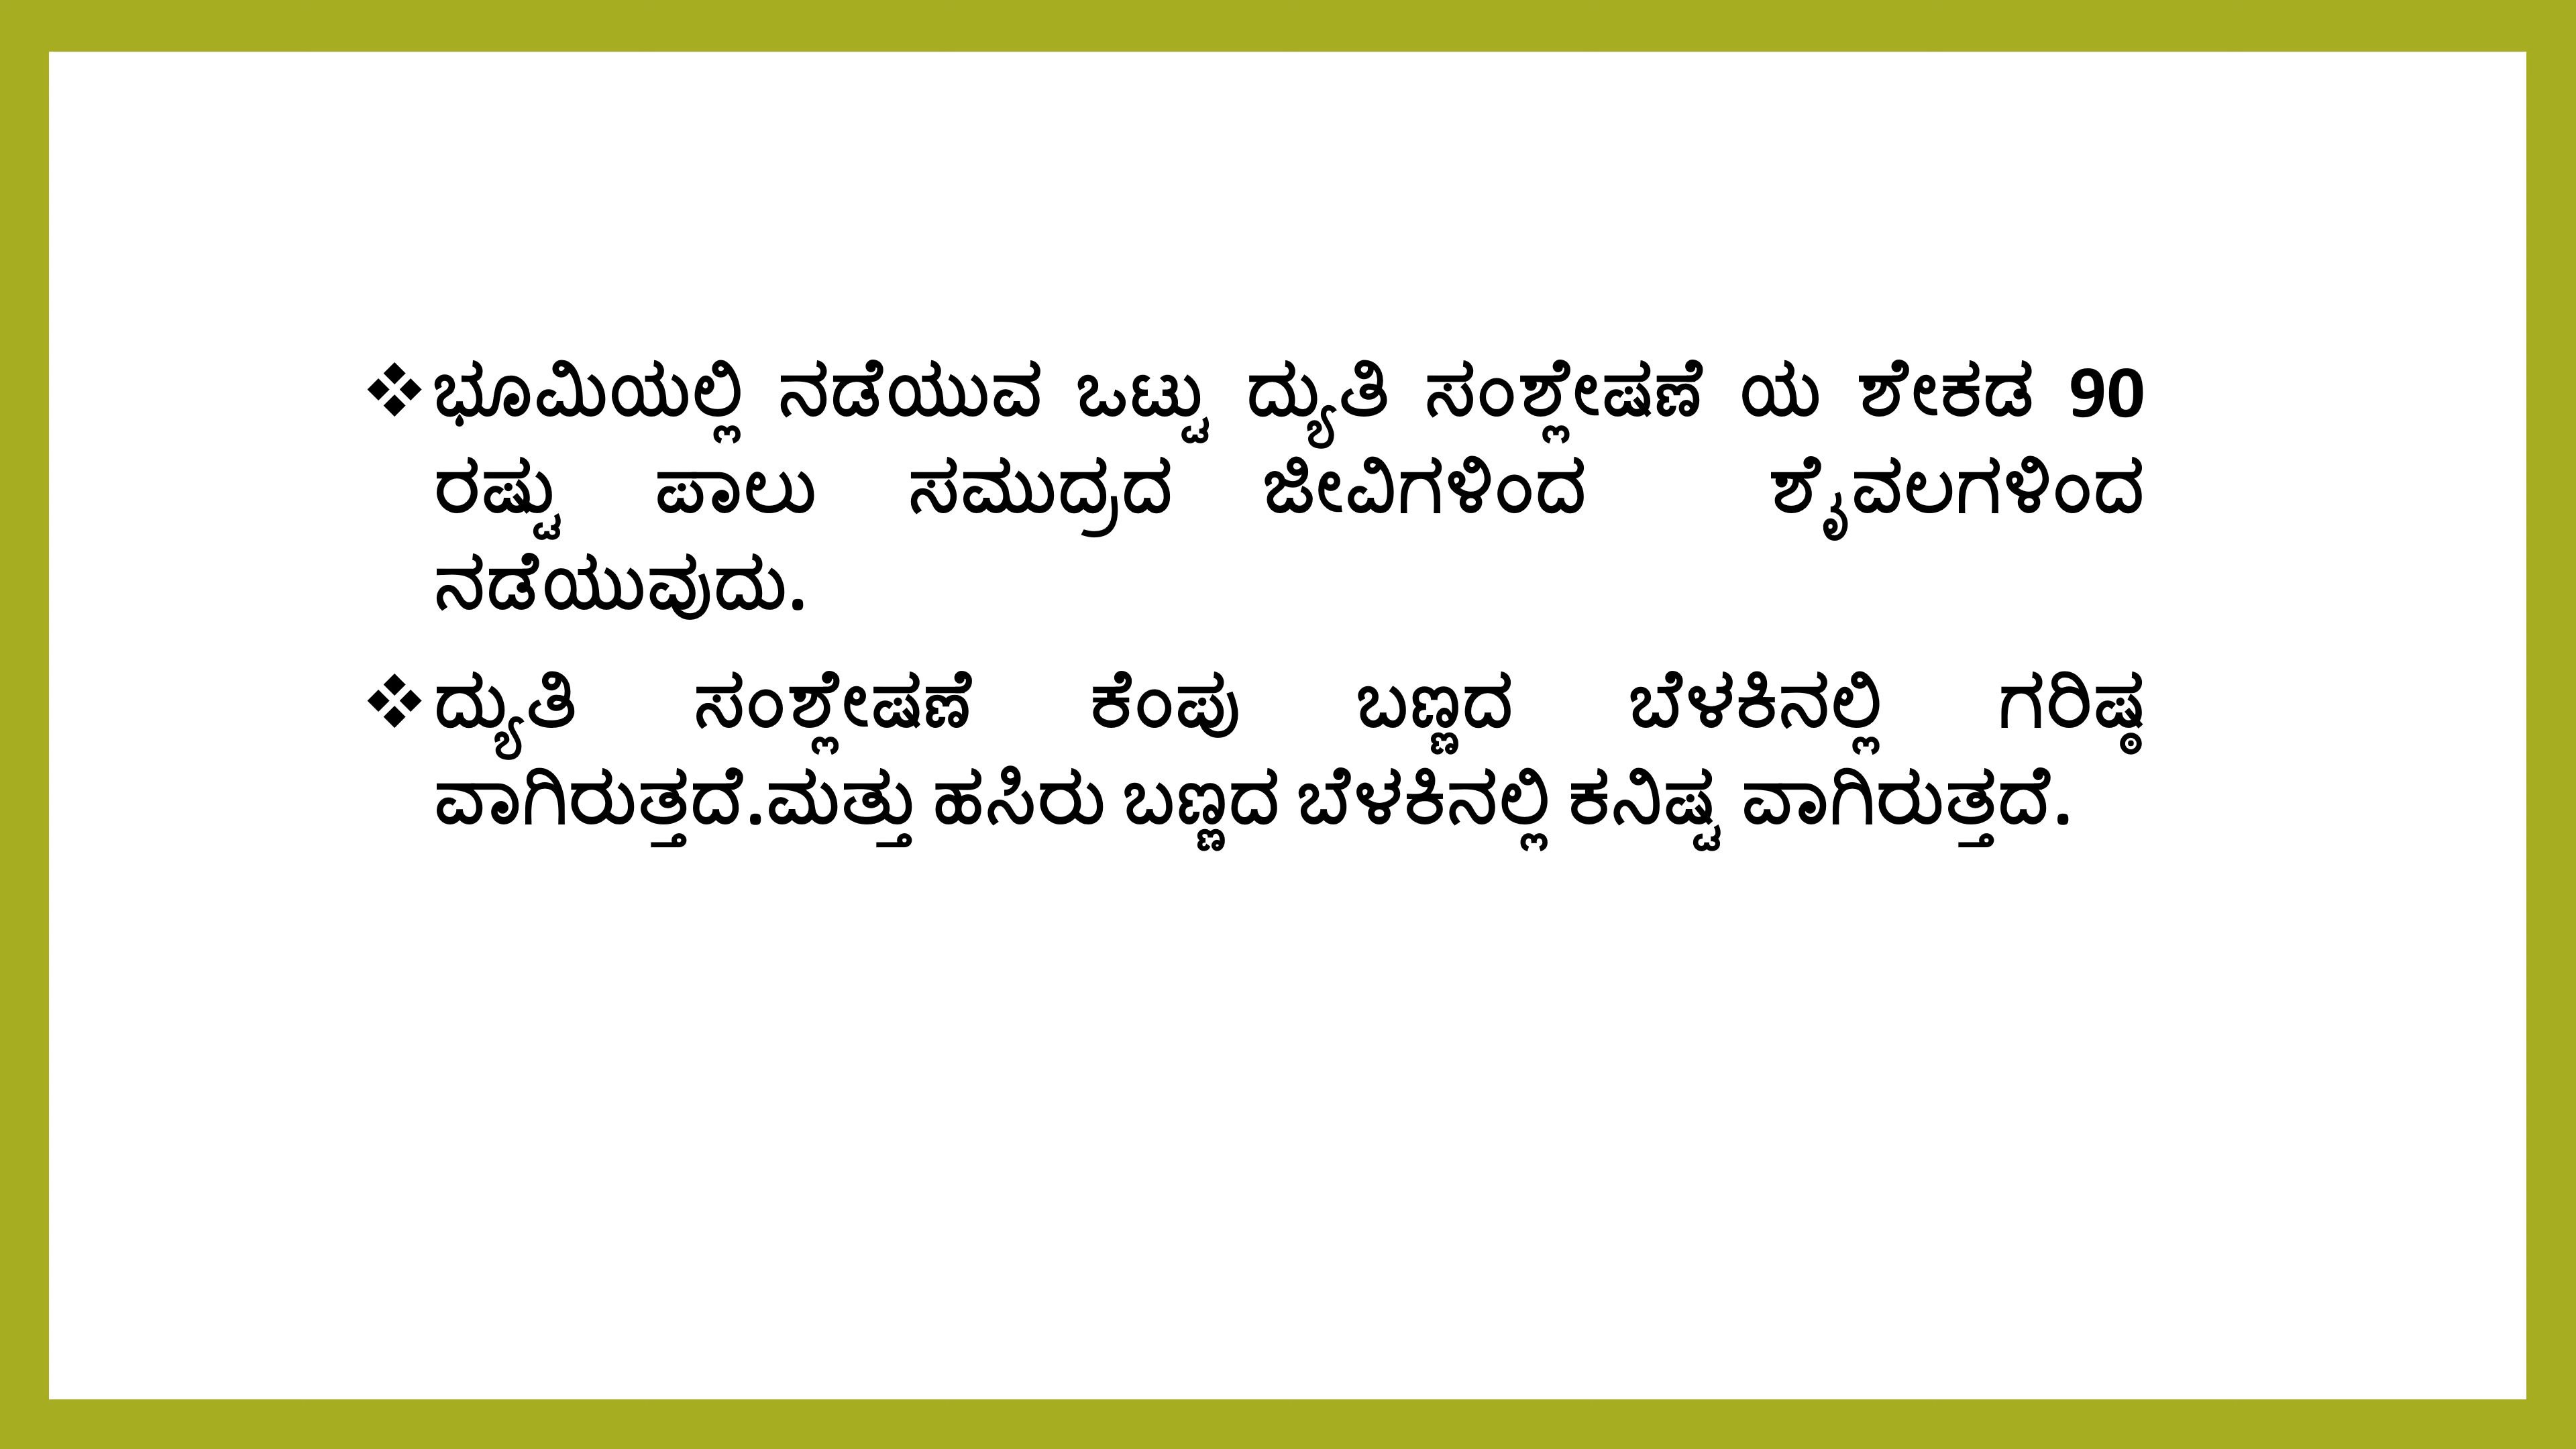 ❖ ಭೂಮಿಯಲ್ಲಿ ನಡೆಯುವ ಒಟ್ಟು ದ್ಯುತಿ ಸಂಶ್ಲೇಷಣೆ ಯ ಶೇಕಡ 90
ರಷ್ಟು ಪಾಲು ಸಮುದ್ರದ ಜೀವಿಗಳಿಂದ ಶೈವಲಗಳಿಂದ
ನಡೆಯುವುದು.
❖ ದ್ಯುತಿ ಸಂಶ್ಲೇಷಣೆ ಕೆಂಪು ಬಣ್ಣದ ಬೆಳಕಿನಲ್ಲಿ ಗರಿಷ್ಠ
ವಾಗಿರುತ್ತದೆ.ಮತ್ತು ಹಸಿರು ಬಣ್ಣದ ಬೆಳಕಿನಲ್ಲಿ ಕನಿಷ್ಟ ವಾಗಿರುತ್ತದೆ.